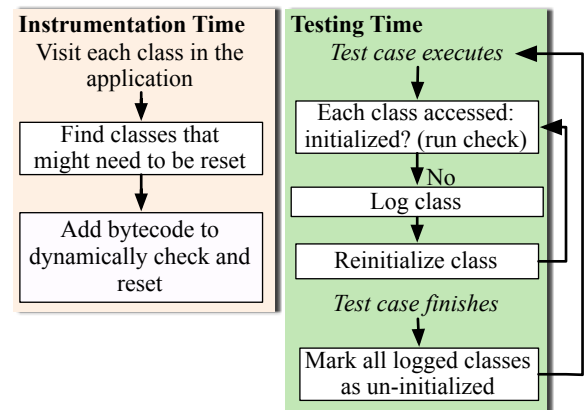 Instrumentation Time
Visit each class in the
application
Find classes that
might need to be reset
Add bytecode to
dynamically check and
reset
Testing Time
Test case executes
Each class accessed:
initialized? (run check)
No
Log class
Reinitialize class
Test case finishes
Mark all logged classes
as un-initialized